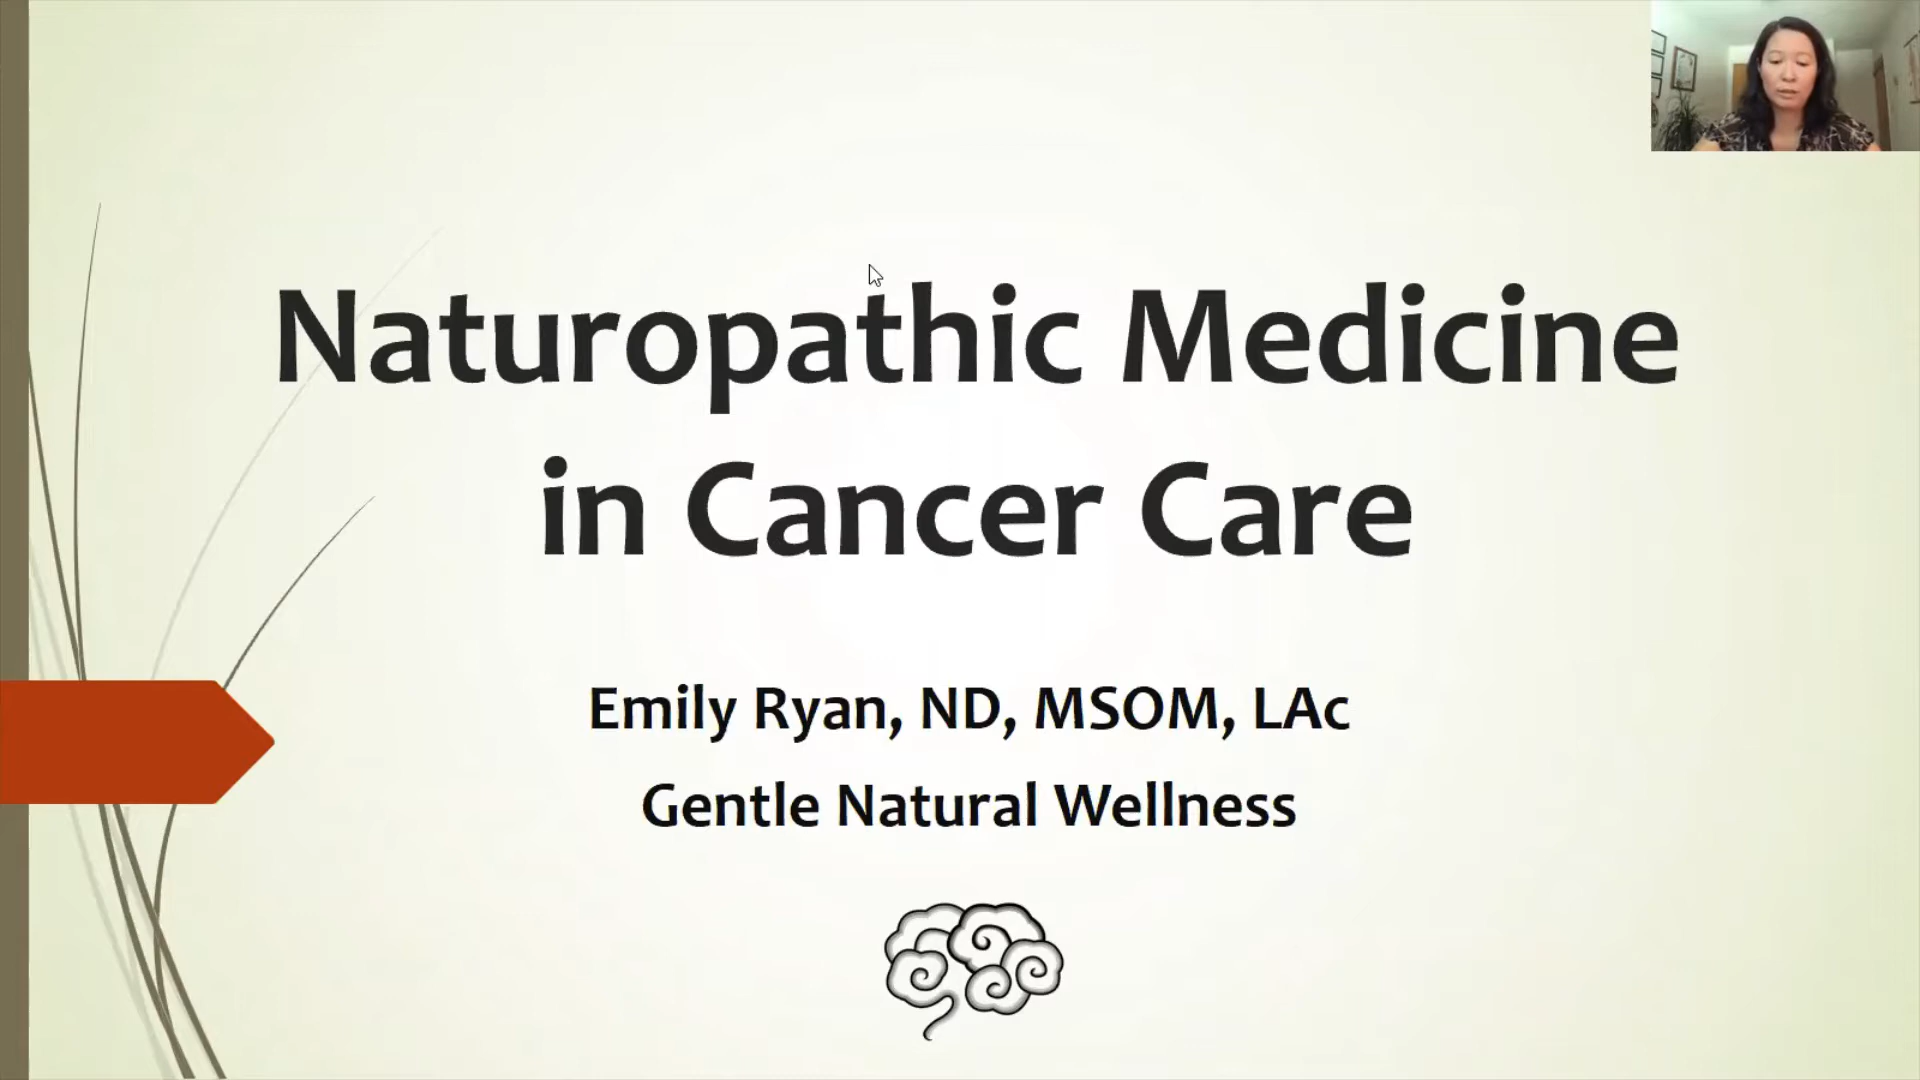 Naturopathic Medicine
in Cancer Care
Emily Ryan, ND, MSOM, LAc
Gentle Natural Wellness